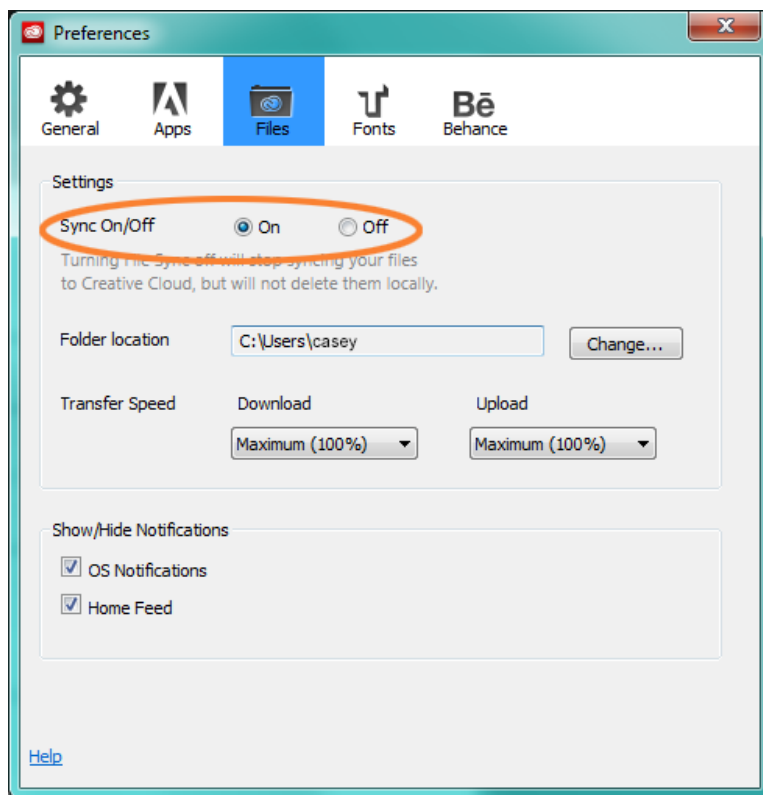 Preferences
General Apps Files Fonts Bē Behance
Settings
Sync On/Off On Off
Turning File Sync off will stop syncing your files
to Creative Cloud, but will not delete them locally.
Folder location C:\Users\casey Change...
Transfer Speed Download Upload
Maximum (100%) Maximum (100%)
Show/Hide Notifications
OS Notifications
Home Feed
Help